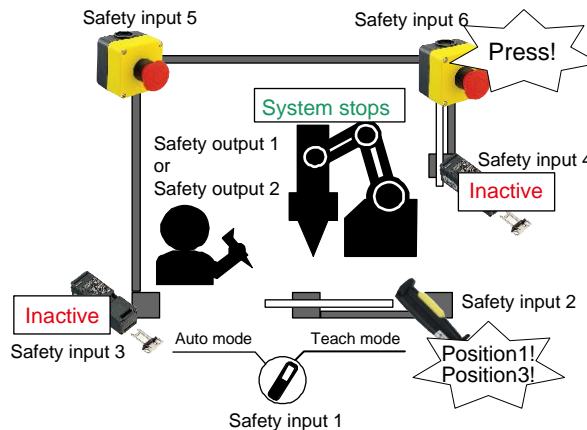 Safety input 5
Safety input 6
Press!
System stops
Safety output 1
or
Safety output 2
Safety input 4
Inactive
Inactive
Safety input 3
Safety input 2
Auto mode
Teach mode
Position1!
Position3!
Safety input 1